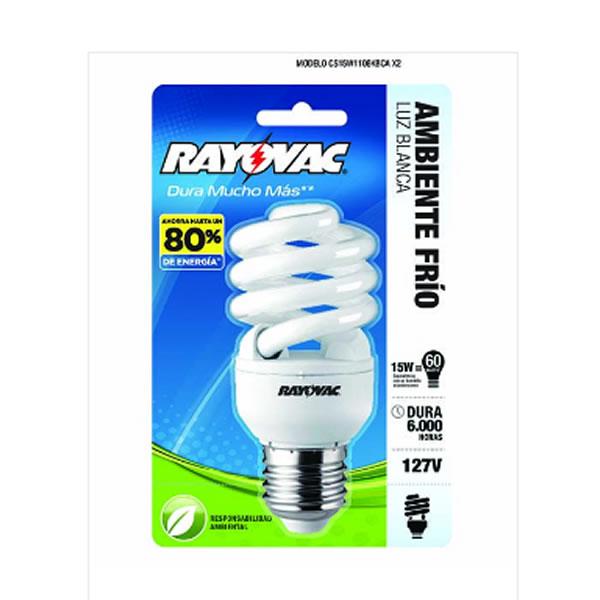 MODELO CS15W110BKBCA X2
RAYOVAC
Dura Mucho Más**
AHORRA HASTA UN
80%
DE ENERGÍA*
AMBIENTE FRÍO
LUZ BLANCA
15W = 60
DURA
6.000
HORAS
127V
RAYOVAC
RESPONSABILIDAD
AMBIENTAL